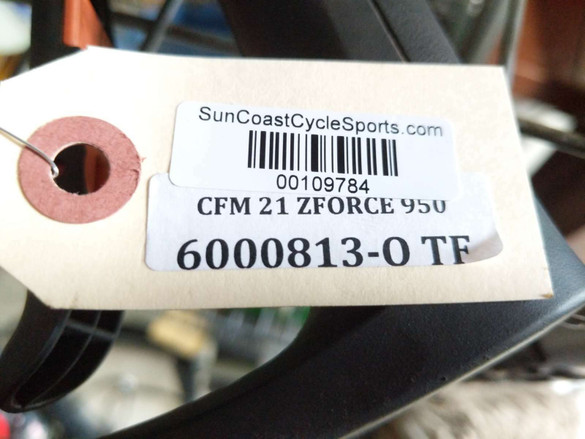 SunCoastCycleSports.com
00109784
CFM 21 ZFORCE 950
6000813-O TF